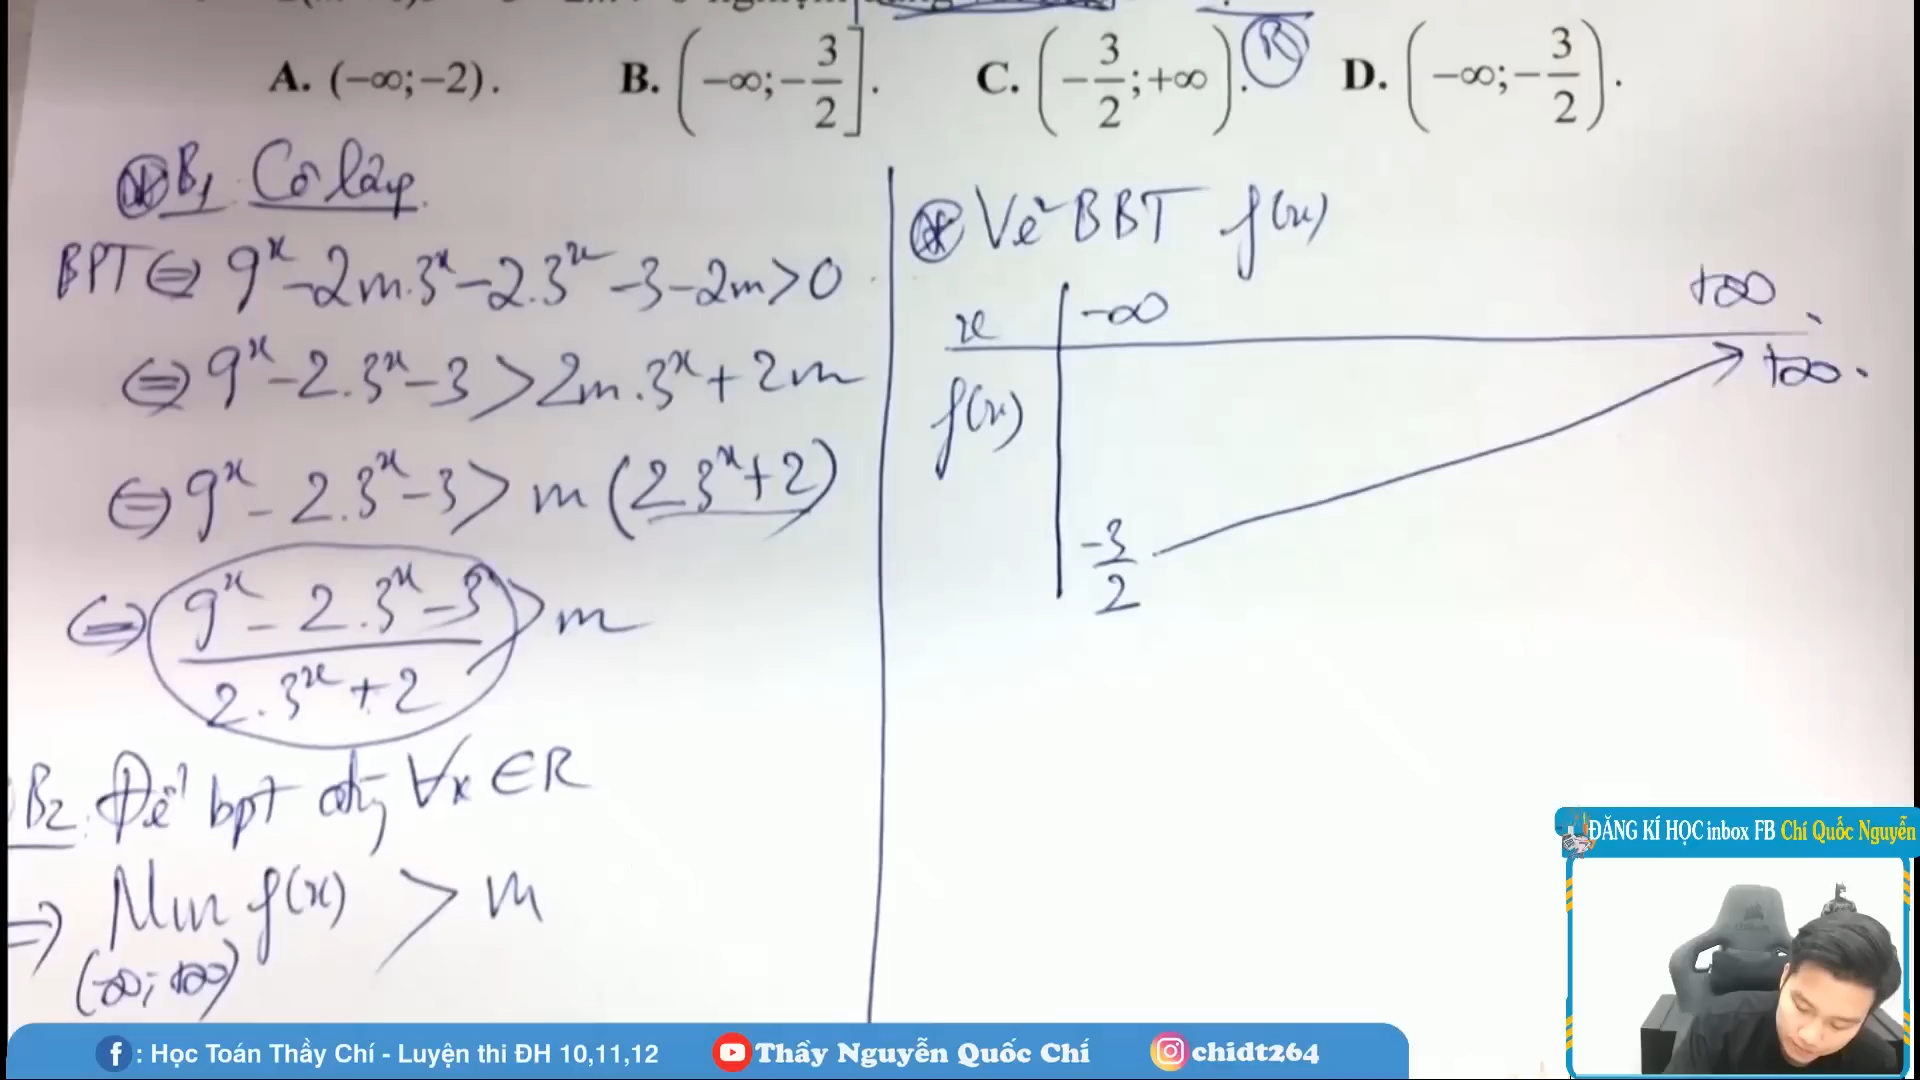 A. (−∞;−2). B. (−∞;−3/2]. C. (−3/2;+∞). R D. (−∞;−3/2).
B1 Cô lập
BPT ⇔ 9^x − 2m.3^x − 2.3^x − 3 − 2m > 0
⇔ 9^x − 2.3^x − 3 > 2m.3^x + 2m
⇔ 9^x − 2.3^x − 3 > m (2.3^x + 2)
⇔ (9^x − 2.3^x − 3)/(2.3^x + 2) > m
B2: Để bpt đúng ∀x ∈ R
⇒ Min f(x) > m
(−∞; +∞)
Vẽ BBT f(x)
x −∞ +∞
f(x) −3/2 +∞
ĐĂNG KÍ HỌC inbox FB Chí Quốc Nguyễn
f : Học Toán Thầy Chí - Luyện thi ĐH 10,11,12
Thầy Nguyễn Quốc Chí
chidt264